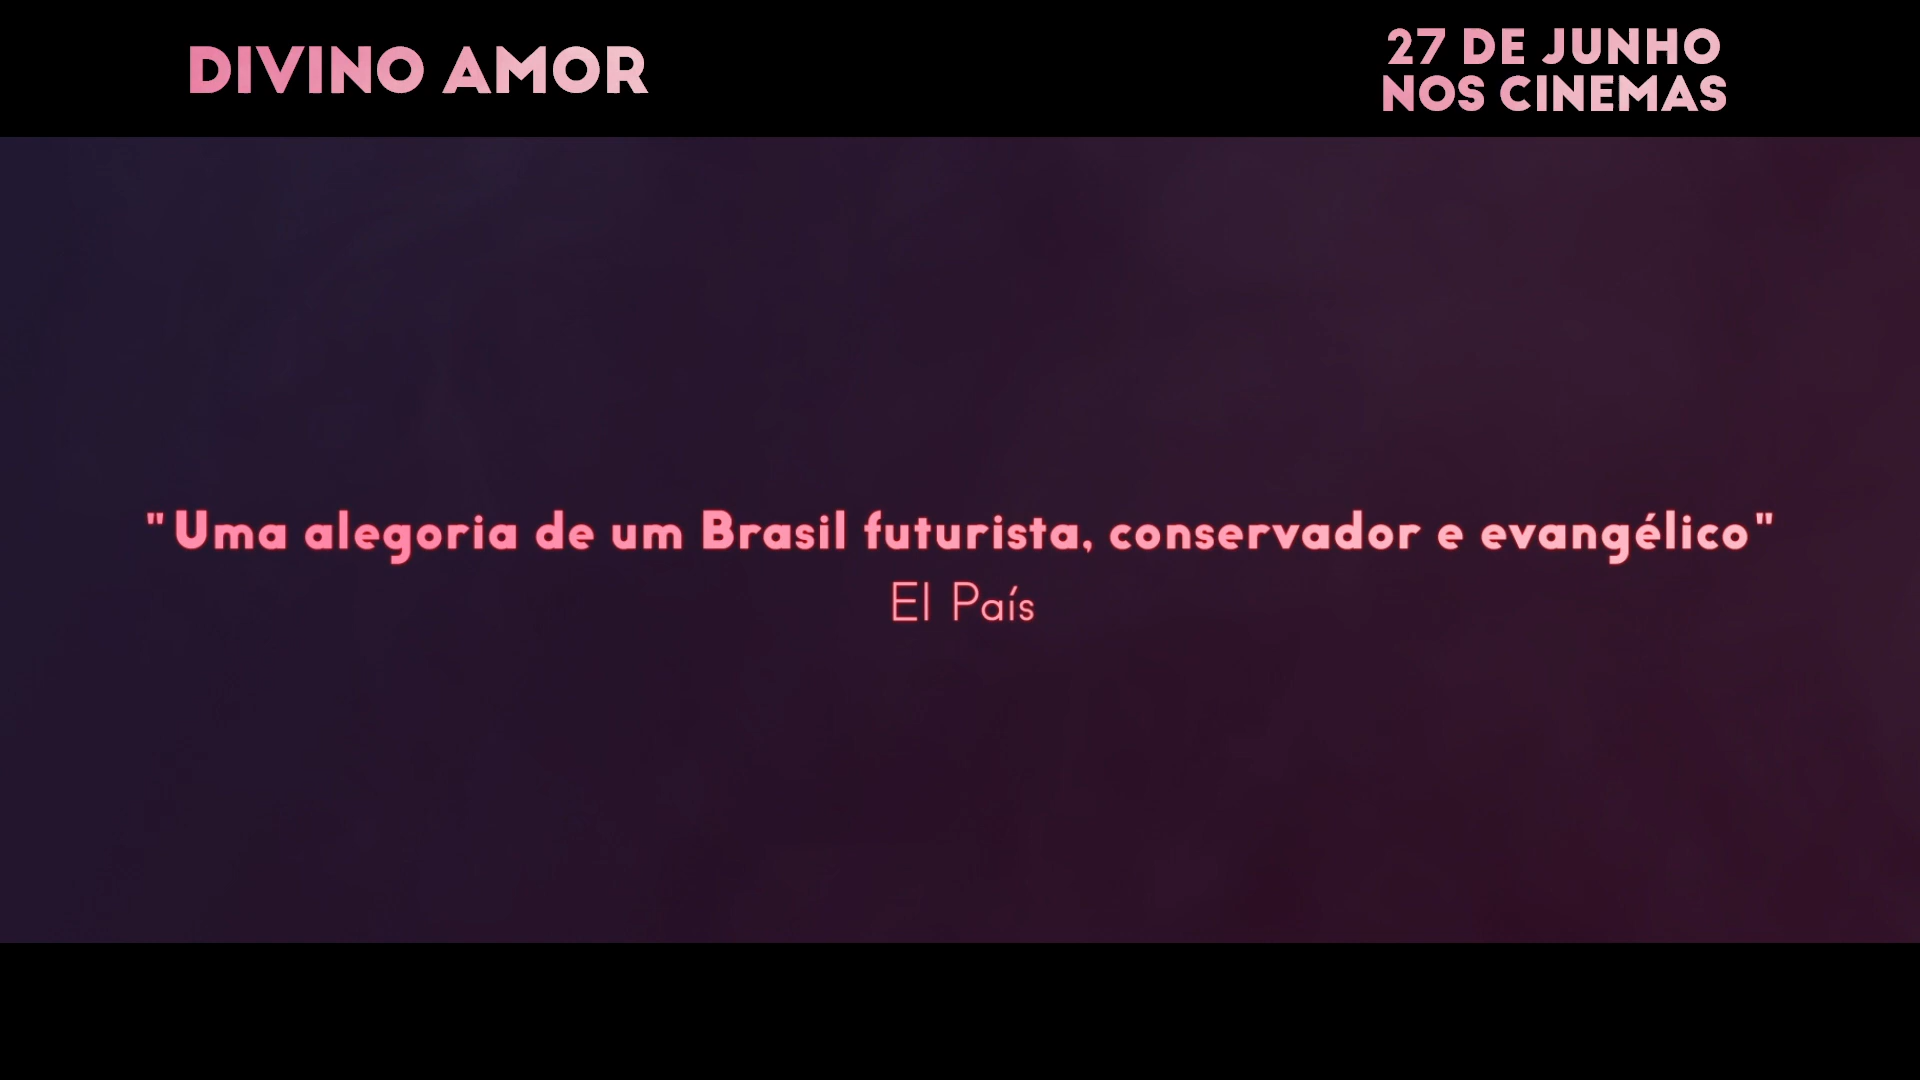 DIVINO AMOR
27 DE JUNHO
NOS CINEMAS
"Uma alegoria de um Brasil futurista, conservador e evangélico"
El País